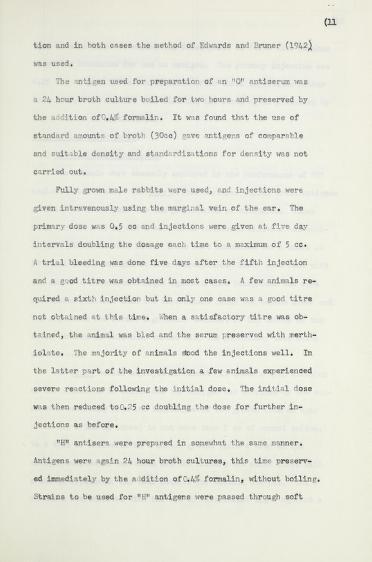 (11
tion and in both cases the method of Edwards and Bruner (1942)
was used.
The antigen used for preparation of an "O" antiserum was
a 24 hour broth culture boiled for two hours and preserved by
the addition of 0.4% formalin. It was found that the use of
standard amounts of broth (30cc) gave antigens of comparable
and suitable density and standardizations for density was not
carried out.
Fully grown male rabbits were used, and injections were
given intravenously using the marginal vein of the ear. The
primary dose was 0.5 cc and injections were given at five day
intervals doubling the dosage each time to a maximum of 5 cc.
A trial bleeding was done five days after the fifth injection
and a good titre was obtained in most cases. A few animals re-
quired a sixth injection but in only one case was a good titre
not obtained at this time. When a satisfactory titre was ob-
tained, the animal was bled and the serum preserved with merth-
iolate. The majority of animals stood the injections well. In
the latter part of the investigation a few animals experienced
severe reactions following the initial dose. The initial dose
was then reduced to 0.25 cc doubling the dose for further in-
jections as before.
"H" antisera were prepared in somewhat the same manner.
Antigens were again 24 hour broth cultures, this time preserv-
ed immediately by the addition of 0.4% formalin, without boiling.
Strains to be used for "H" antigens were passed through soft